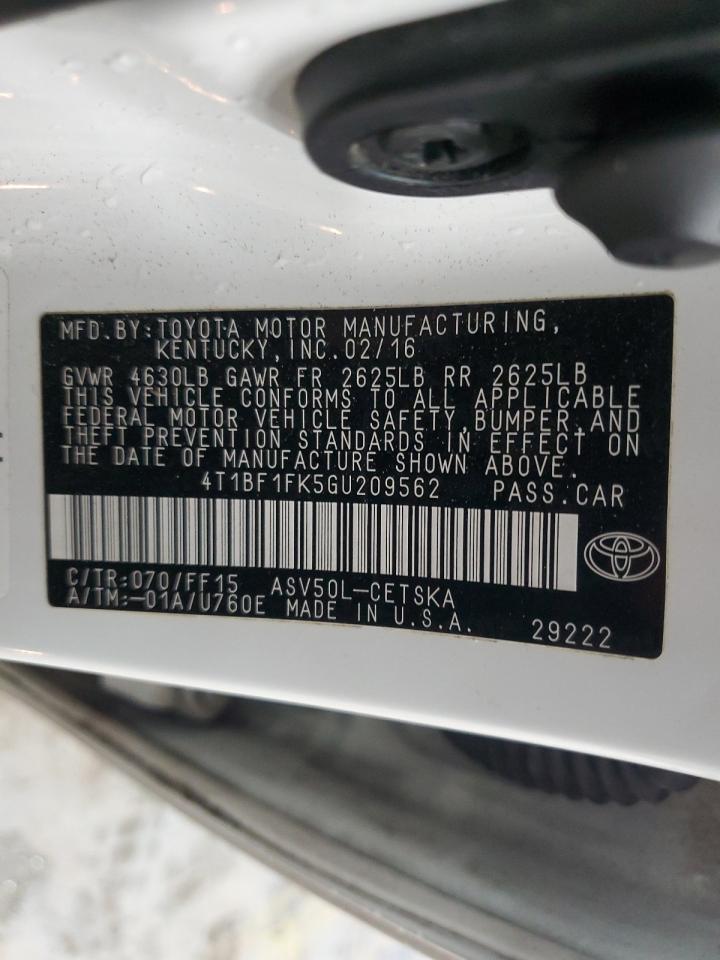 MFD.BY:TOYOTA MOTOR MANUFACTURING,
KENTUCKY,INC.02/16
GVWR 4630LB GAWR FR 2625LB RR 2625LB
THIS VEHICLE CONFORMS TO ALL APPLICABLE
FEDERAL MOTOR VEHICLE SAFETY,BUMPER,AND
THEFT PREVENTION STANDARDS IN EFFECT ON
THE DATE OF MANUFACTURE SHOWN ABOVE.
4T1BF1FK5GU209562 PASS.CAR
C/TR:070/FF15 ASV50L-CETSKA
A/TM:-01A/U760E MADE IN U.S.A. 29222